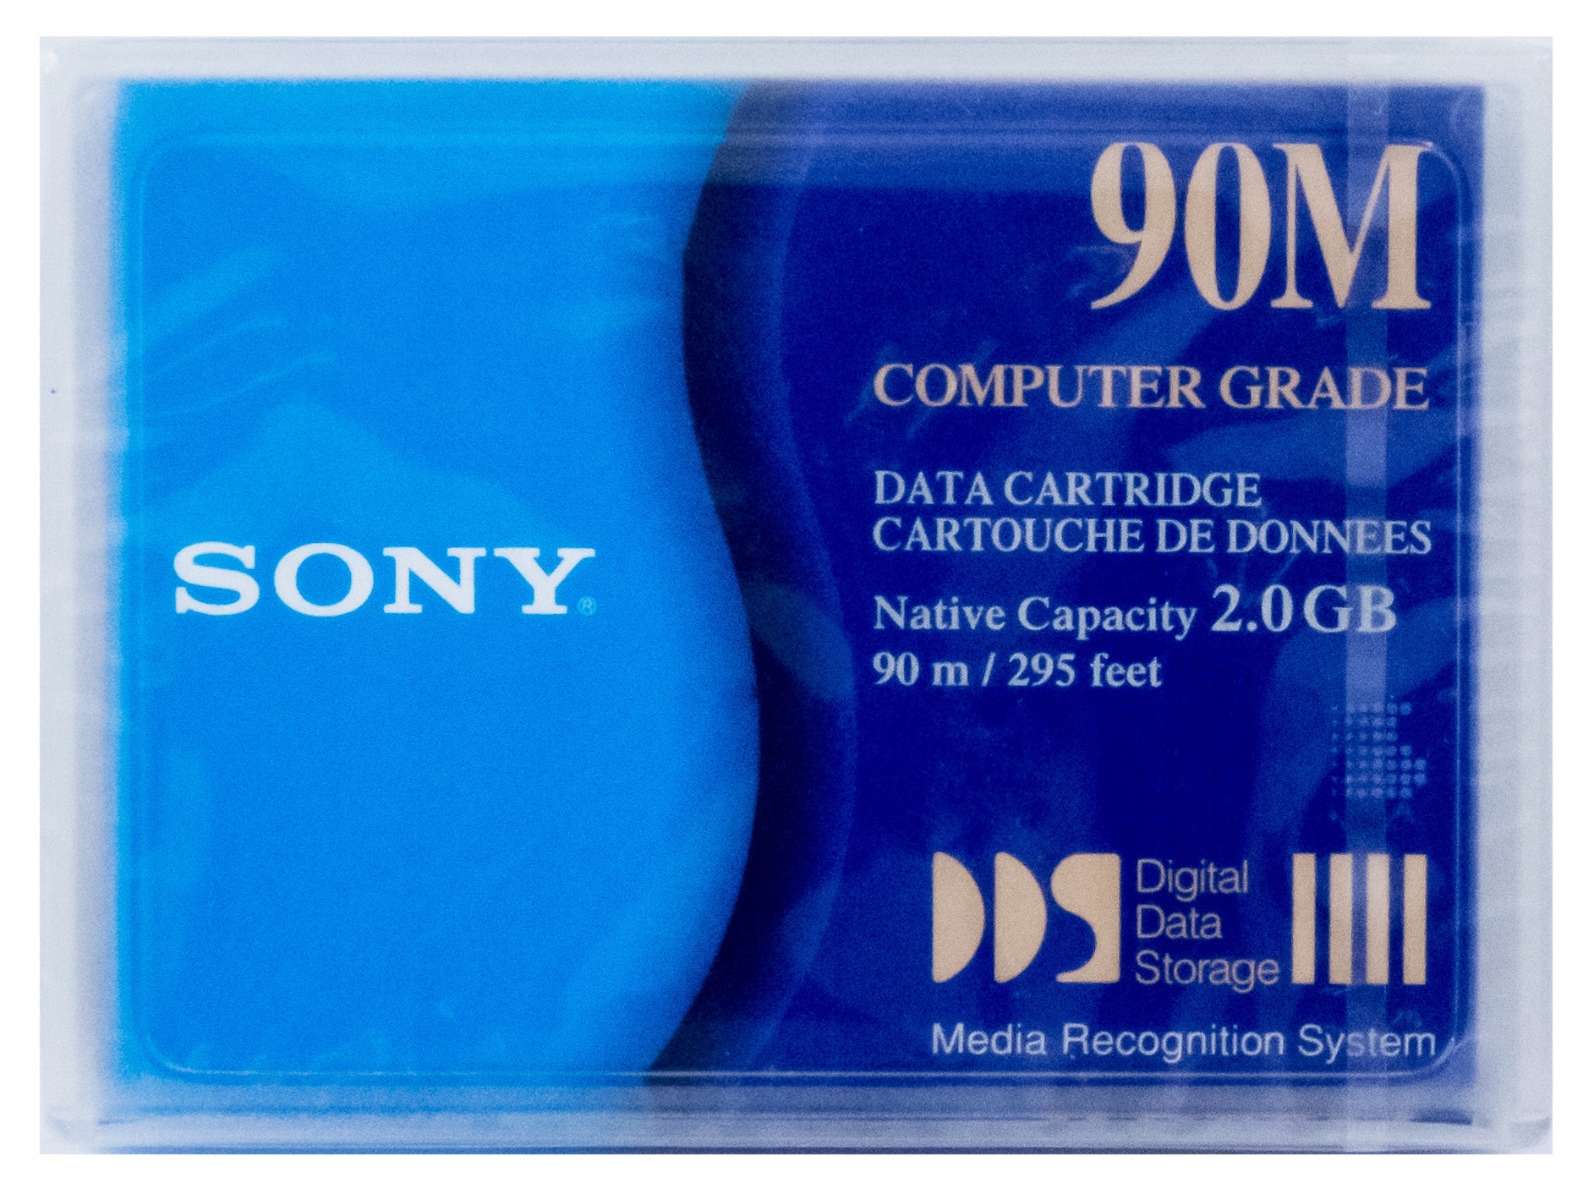 90M
COMPUTER GRADE
DATA CARTRIDGE
CARTOUCHE DE DONNEES
SONY®
Native Capacity 2.0 GB
90 m / 295 feet
DDS
Digital
Data
Storage
Media Recognition System